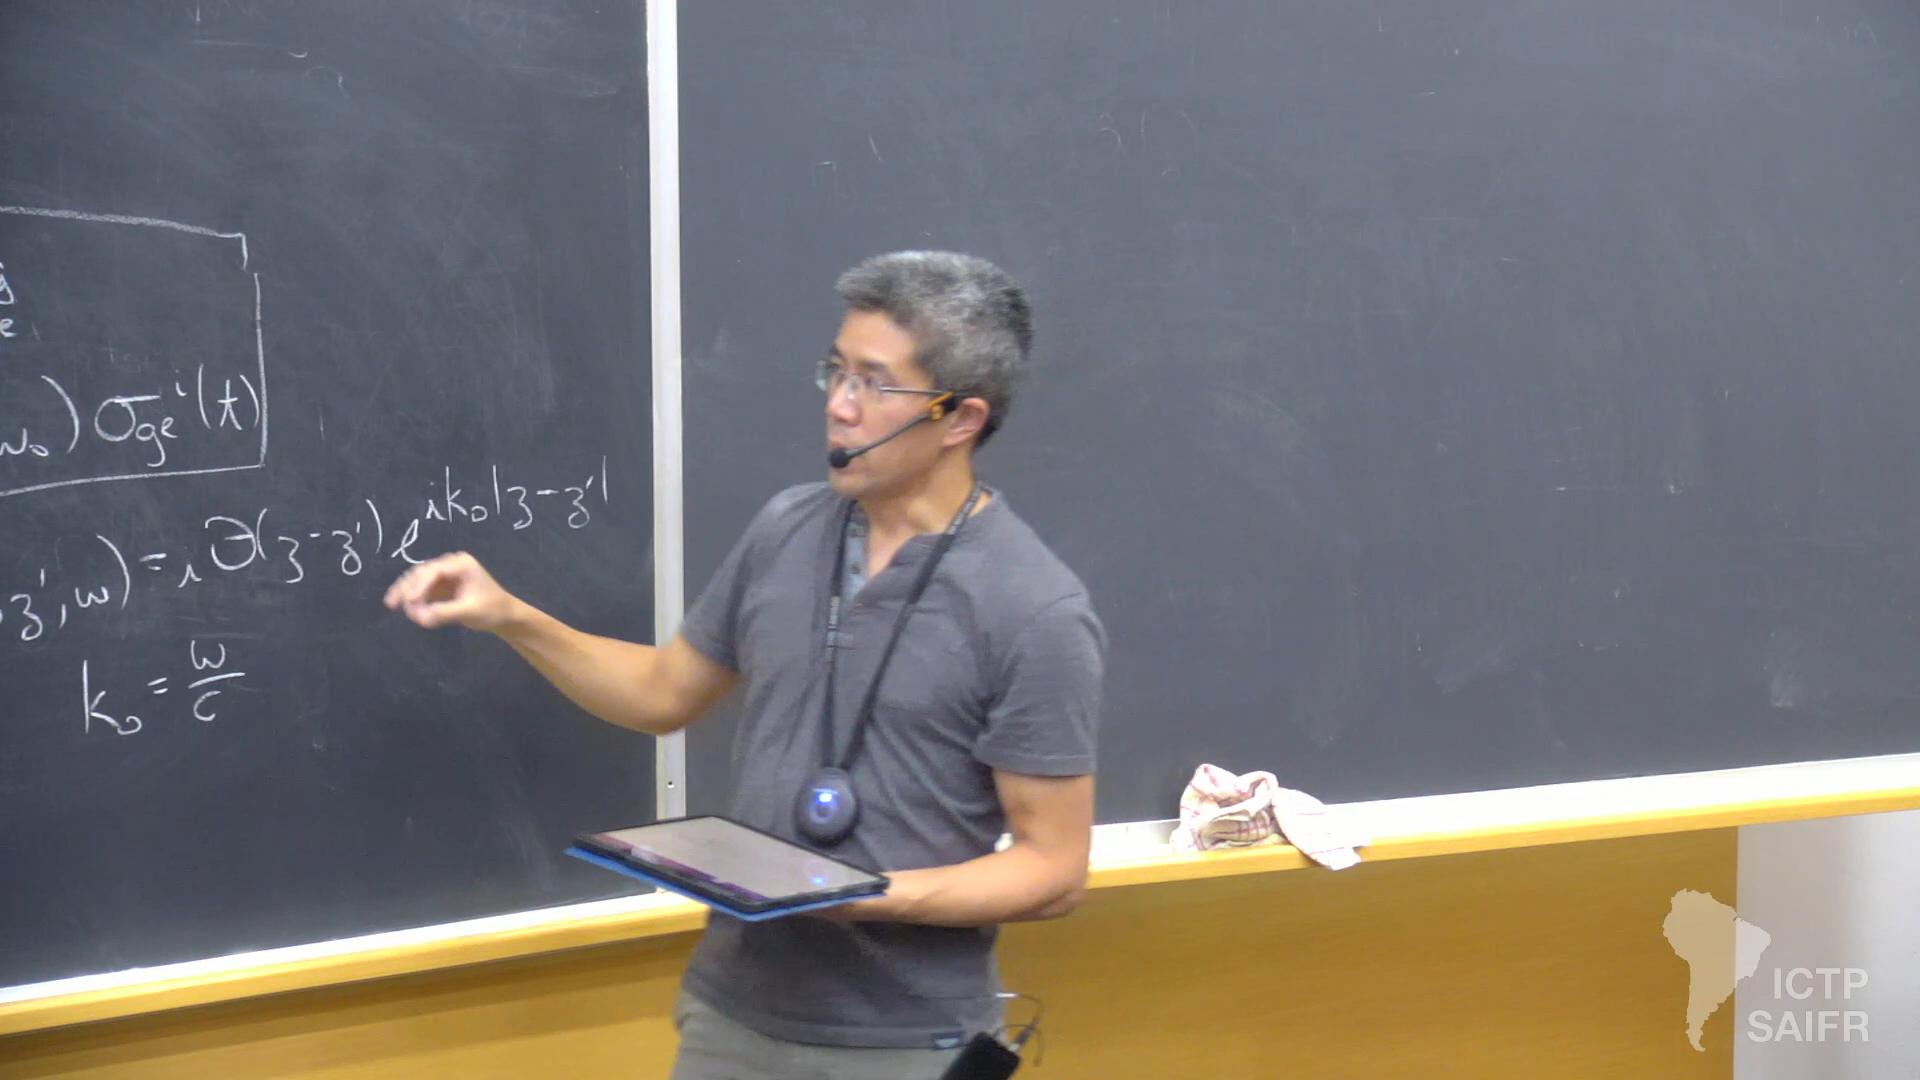 ω₀) σ_ge^i(t)
z', ω) = i Θ(z - z') e^{ik₀|z - z'|}
k₀ = ω/c
ICTP
SAIFR